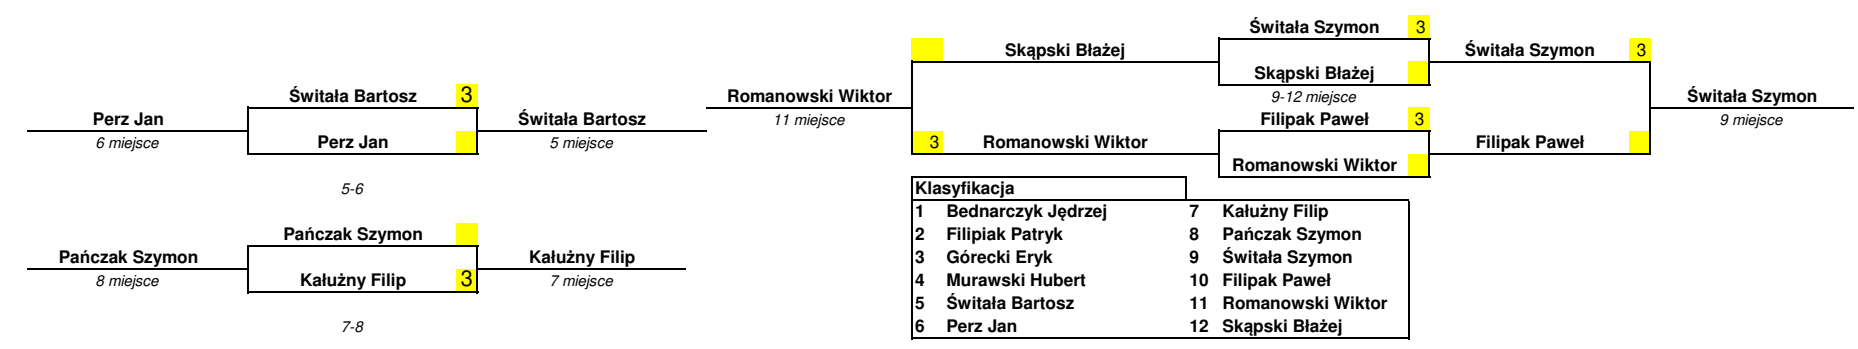 Świtała Szymon 3
Skąpski Błażej Świtała Szymon 3
Skąpski Błażej
Świtała Bartosz 3 Romanowski Wiktor 9-12 miejsce Świtała Szymon
Perz Jan Świtała Bartosz 11 miejsce Filipak Paweł 3 9 miejsce
6 miejsce Perz Jan 5 miejsce 3 Romanowski Wiktor Filipak Paweł
Romanowski Wiktor
5-6 Klasyfikacja
1 Bednarczyk Jędrzej 7 Kałużny Filip
Pańczak Szymon 2 Filipiak Patryk 8 Pańczak Szymon
Pańczak Szymon Kałużny Filip 3 Górecki Eryk 9 Świtała Szymon
8 miejsce Kałużny Filip 3 7 miejsce 4 Murawski Hubert 10 Filipak Paweł
5 Świtała Bartosz 11 Romanowski Wiktor
7-8 6 Perz Jan 12 Skąpski Błażej